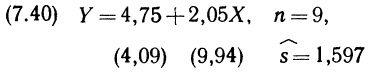 (7.40) Y=4,75+2,05X, n=9,
(4,09) (9,94) ŝ=1,597